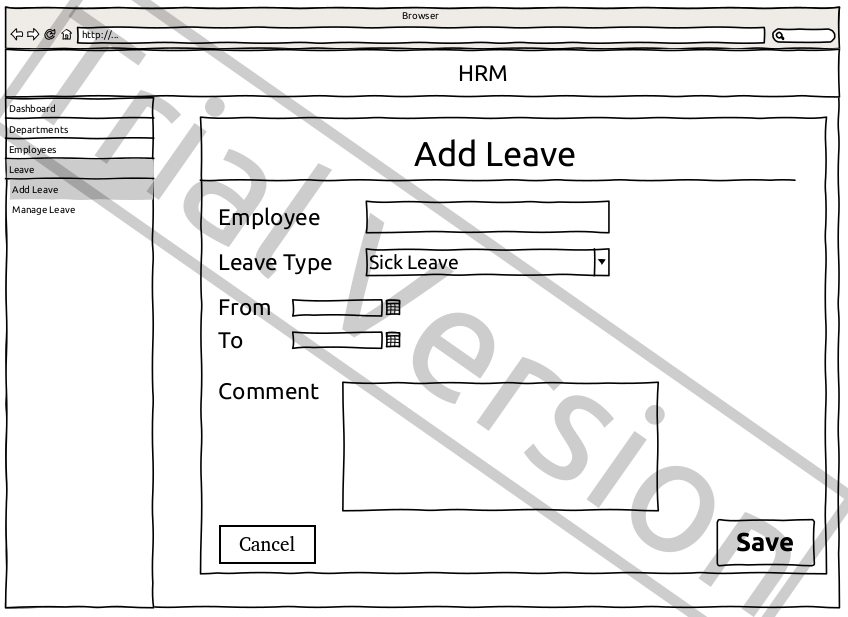 Browser
http://...
HRM
Dashboard
Departments
Employees
Leave
Add Leave
Manage Leave
Add Leave
Employee
Leave Type Sick Leave
From
To
Comment
Cancel
Save
Trial Version